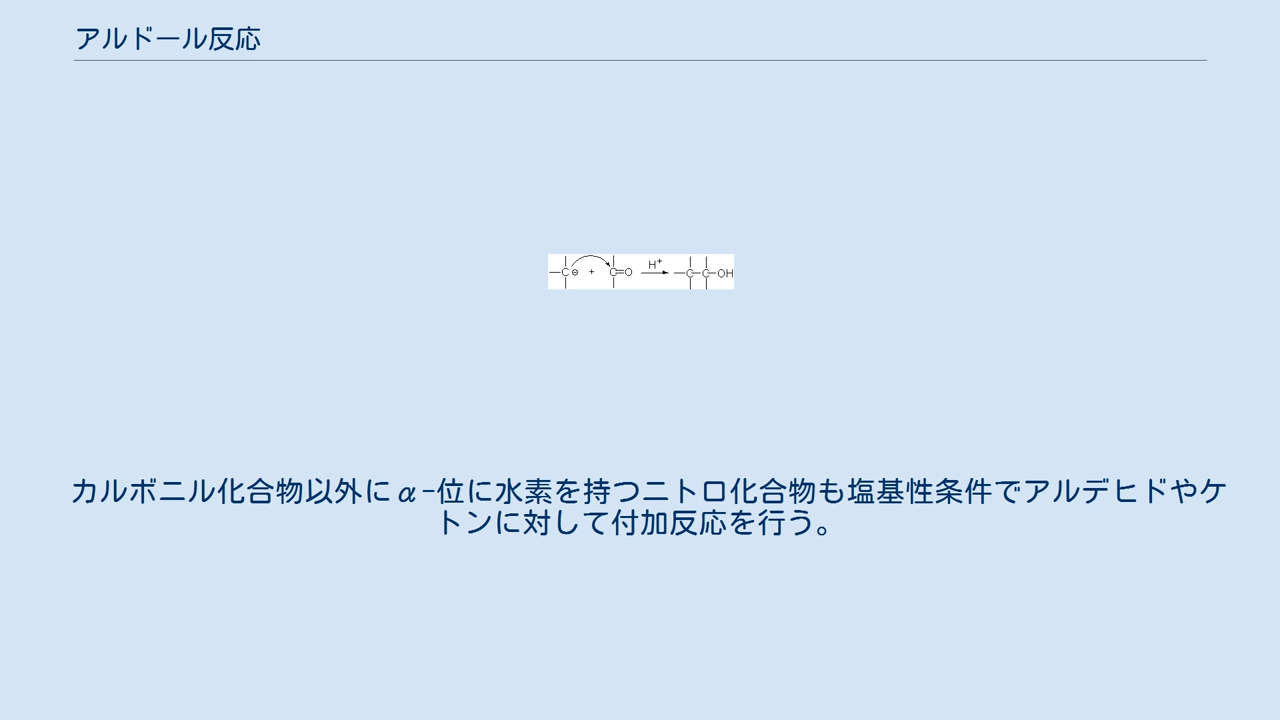 アルドール反応
C⊖ + C=O H⁺ C-C-OH
カルボニル化合物以外にα-位に水素を持つニトロ化合物も塩基性条件でアルデヒドやケ
トンに対して付加反応を行う。